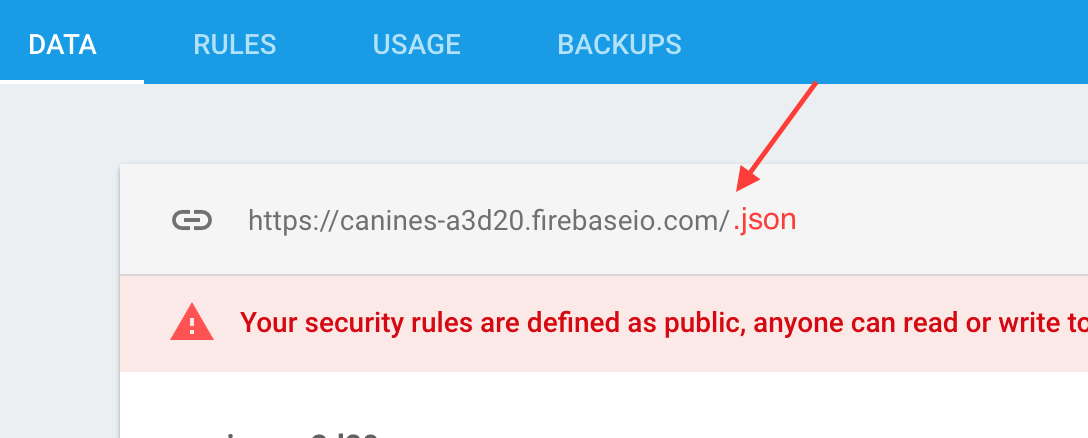 DATA RULES USAGE BACKUPS
https://canines-a3d20.firebaseio.com/.json
Your security rules are defined as public, anyone can read or write to